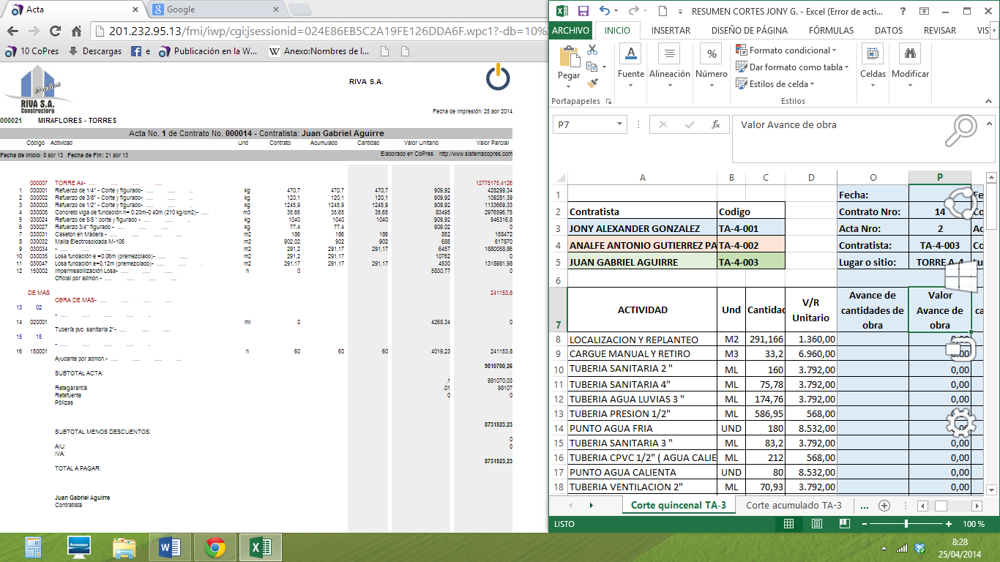 Acta
Google
201.232.95.13/fmi/iwp/cgi;jsessionid=024E86EB5C2A19FE126DDA6F.wpc1?-db=10%
10 CoPres Descargas e Publicación en la W... Anexo:Nombres de l...
RIVA S.A.
Constructora
RIVA S.A.
Fecha de Impresión: 25 abr 2014
000021 MIRAFLORES - TORRES
Acta No. 1 de Contrato No. 000014 - Contratista: Juan Gabriel Aguirre
Código Actividad Und Contrato Acumulado Cantidad Valor Unitario Valor Parcial
Fecha de Inicio: 8 abr 13 Fecha de Fin: 21 abr 13 Elaborado en CoPres http://www.sistemacopres.com
000007 TORRE A4- 12775175,4126
1 030001 Refuerzo de 1/4" - Corte y figurado- kg 470,7 470,7 470,7 909,92 428299,34
2 030002 Refuerzo de 3/8" - Corte y figurado- kg 120,1 120,1 120,1 909,92 109281,39
3 030003 Refuerzo de 1/2" - Corte y figurado- kg 1245,9 1245,9 1245,9 909,92 1133669,33
4 030005 Concreto viga de fundación h= 0.20m-0.40m (210 kg/cm2)- m3 35,66 35,65 35,65 83495 2976596,75
5 030024 Refuerzo de 5/8 " corte y figurado - kg 1040 1040 1040 909,92 946316,8
6 030027 Refuerzo 3/4" figurado - kg 77,4 77,4 909,02 0
7 030031 Caseton en Madera - m2 186 186 186 852 158472
8 030032 Malla Electrosoldada M-106 m2 902,02 902 902 685 617870
9 030034 - m2 291,2 291,17 291,17 6457 1880058,86
10 030035 Losa fundación e =0.06m (premezclado)- m2 291,2 291,17 10762 0
11 030047 Losa fundación e=0.12m (premezclado)- m2 291,17 291,17 291,17 4530 1318981,98
12 150002 Impermeabilización Losa- h 0 5830,77 0
Oficial por admon.-
DE MÁS 241153,8
OBRA DE MÁS-
13 02
-
14 020001 ml 0 4268,34 0
Tubería pvc sanitaria 2"-
15 15
-
16 150001 h 60 60 60 4019,23 241153,8
Ayudante por admon.-
9810700,26
SUBTOTAL ACTA:
,1 981070,03
Retegarantía ,01 98107
Retefuente 0 0
Pólizas
8731523,23
SUBTOTAL MENOS DESCUENTOS:
0
AIU: 0
IVA:
8731523,23
TOTAL A PAGAR:
Juan Gabriel Aguirre
Contratista
RESUMEN CORTES JONY G. - Excel (Error de acti...
ARCHIVO INICIO INSERTAR DISEÑO DE PÁGINA FÓRMULAS DATOS REVISAR VIS
Pegar Fuente Alineación Número Formato condicional Dar formato como tabla Estilos de celda Celdas Modificar
Portapapeles Estilos
P7 fx Valor Avance de obra
A B C D O P
1 Fecha: Fe
2 Contratista Codigo Contrato Nro: 14
3 JONY ALEXANDER GONZALEZ TA-4-001 Acta Nro: 2 Ac
4 ANALFE ANTONIO GUTIERREZ PA TA-4-002 Contratista: TA-4-003 Co
5 JUAN GABRIEL AGUIRRE TA-4-003 Lugar o sitio: TORRE A-4
6
7 ACTIVIDAD Und Cantidad V/R Unitario Avance de cantidades de obra Valor Avance de obra ca
8 LOCALIZACION Y REPLANTEO M2 291,166 1.360,00 0,00
9 CARGUE MANUAL Y RETIRO M3 33,2 6.960,00 0,00
10 TUBERIA SANITARIA 2 " ML 160 3.792,00 0,00
11 TUBERIA SANITARIA 4" ML 75,78 3.792,00 0,00
12 TUBERIA AGUA LUVIAS 3 " ML 174,76 3.792,00 0,00
13 TUBERIA PRESION 1/2" ML 586,95 568,00 0,00
14 PUNTO AGUA FRIA UND 180 8.532,00 0,00
15 TUBERIA SANITARIA 3 " ML 83,2 3.792,00 0,00
16 TUBERIA CPVC 1/2" ( AGUA CALIE ML 212 568,00 0,00
17 PUNTO AGUA CALIENTA UND 80 8.532,00 0,00
18 TUBERIA VENTILACION 2" ML 70,93 3.792,00 0,00
Corte quincenal TA-3 Corte acumulado TA-3 ...
LISTO 100 %
lenovo
8:28
25/04/2014